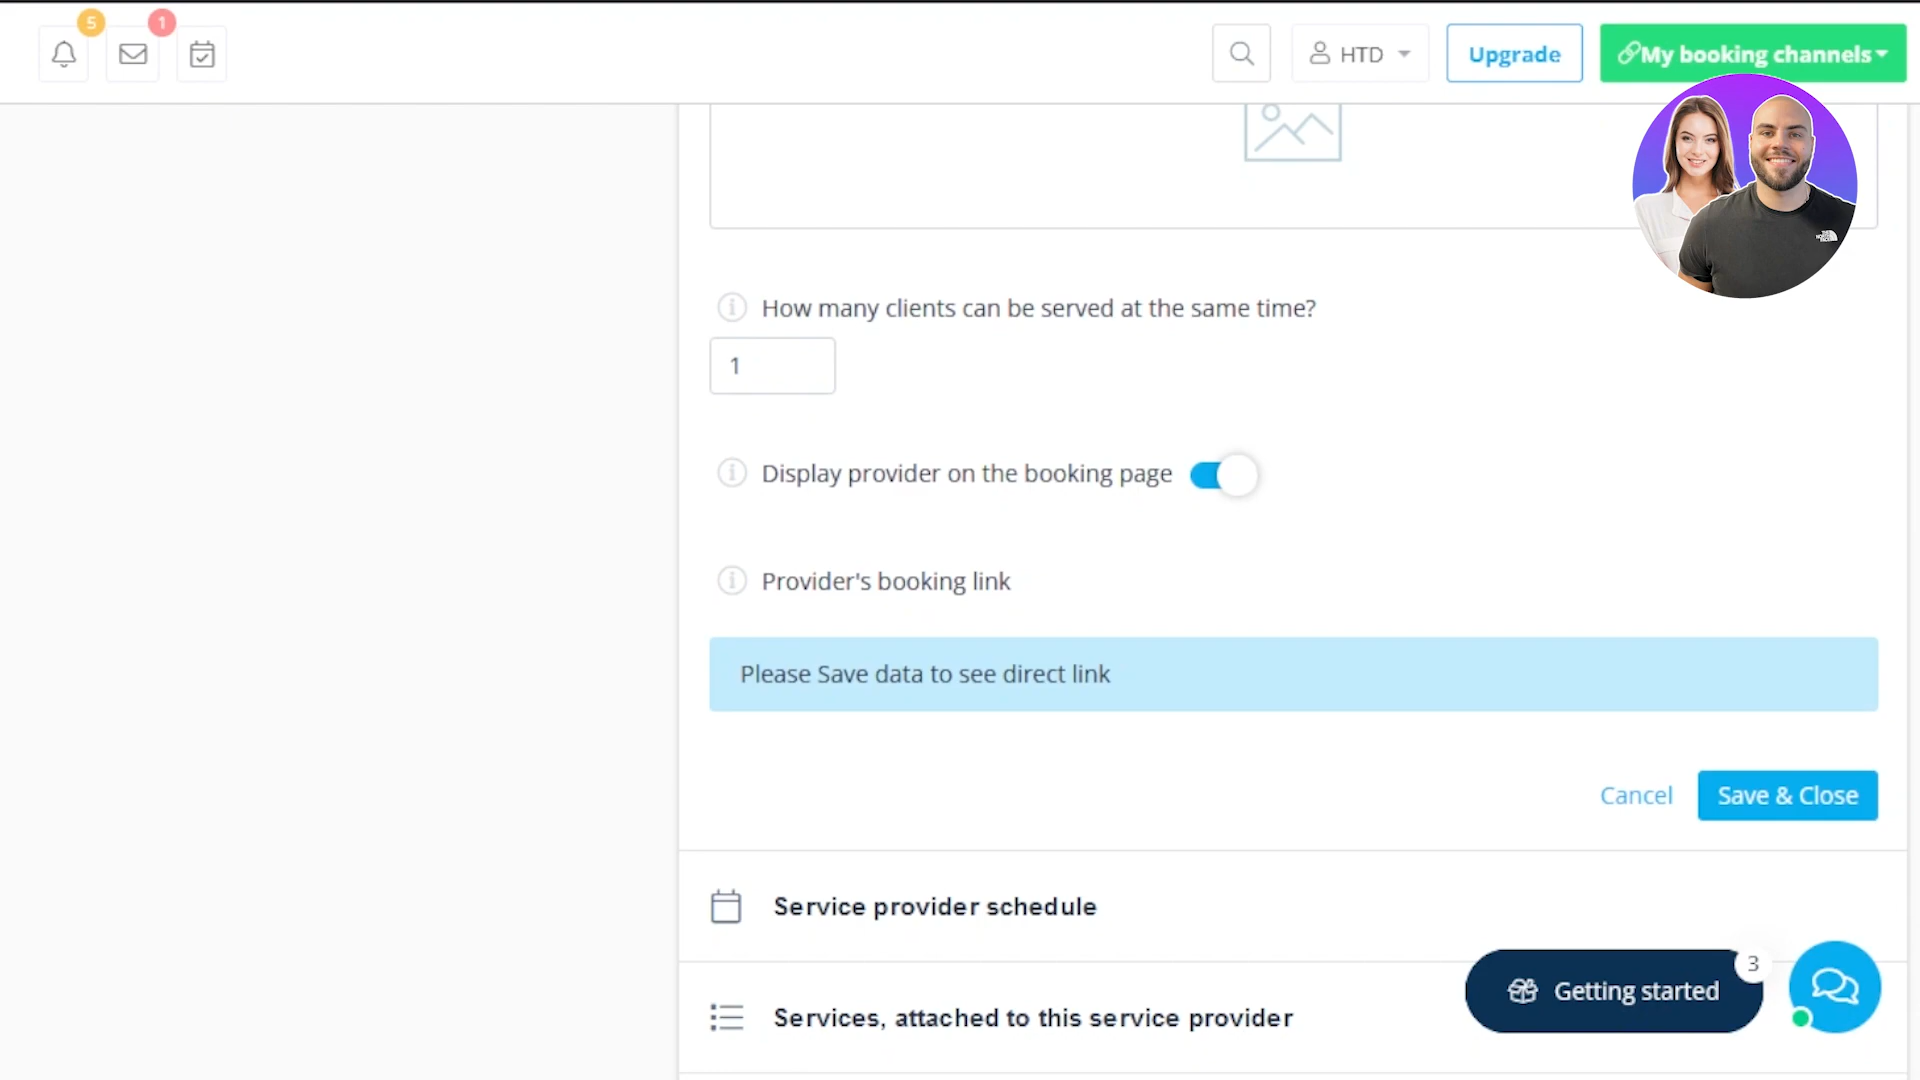 5
1
HTD
Upgrade
My booking channels
How many clients can be served at the same time?
1
Display provider on the booking page
Provider's booking link
Please Save data to see direct link
Cancel
Save & Close
Service provider schedule
3
Getting started
Services, attached to this service provider